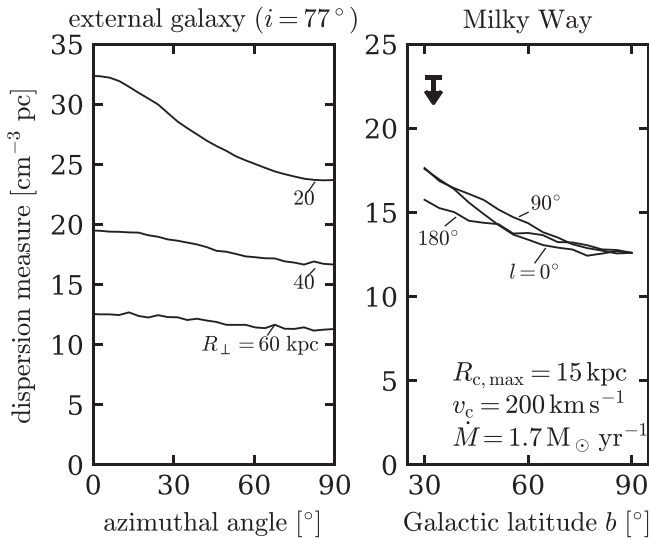 external galaxy (i = 77°)
Milky Way
dispersion measure [cm⁻³ pc]
35
30
25
20
15
10
5
0
20
40
R⊥ = 60 kpc
0
30
60
90
azimuthal angle [°]
25
20
15
10
5
0
90°
180°
l = 0°
R_c,max = 15 kpc
v_c = 200 km s⁻¹
Ṁ = 1.7 M⊙ yr⁻¹
30
60
90
Galactic latitude b [°]